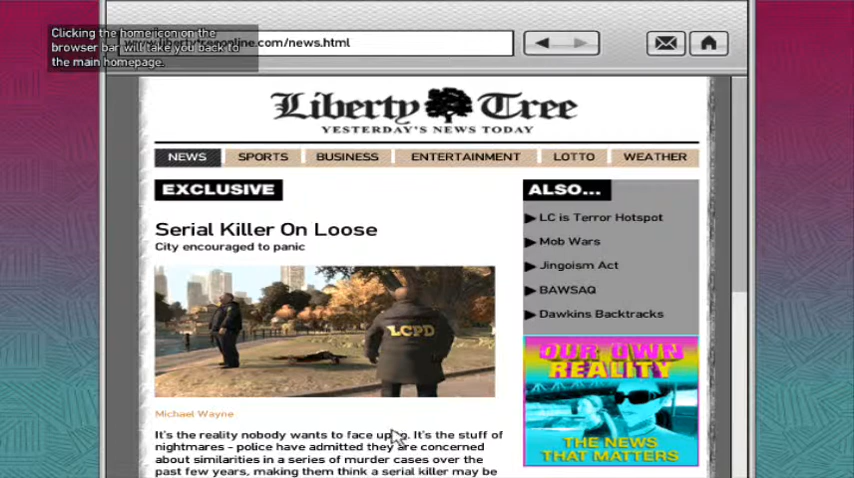 Clicking the home icon on the
browser bar will take you back to
the main homepage.
www.libertytreeonline.com/news.html
Liberty Tree
YESTERDAY'S NEWS TODAY
NEWS SPORTS BUSINESS ENTERTAINMENT LOTTO WEATHER
EXCLUSIVE
Serial Killer On Loose
City encouraged to panic
LCPD
Michael Wayne
It's the reality nobody wants to face up to. It's the stuff of
nightmares - police have admitted they are concerned
about similarities in a series of murder cases over the
past few years, making them think a serial killer may be
ALSO...
LC is Terror Hotspot
Mob Wars
Jingoism Act
BAWSAQ
Dawkins Backtracks
OUR OWN
REALITY
THE NEWS
THAT MATTERS